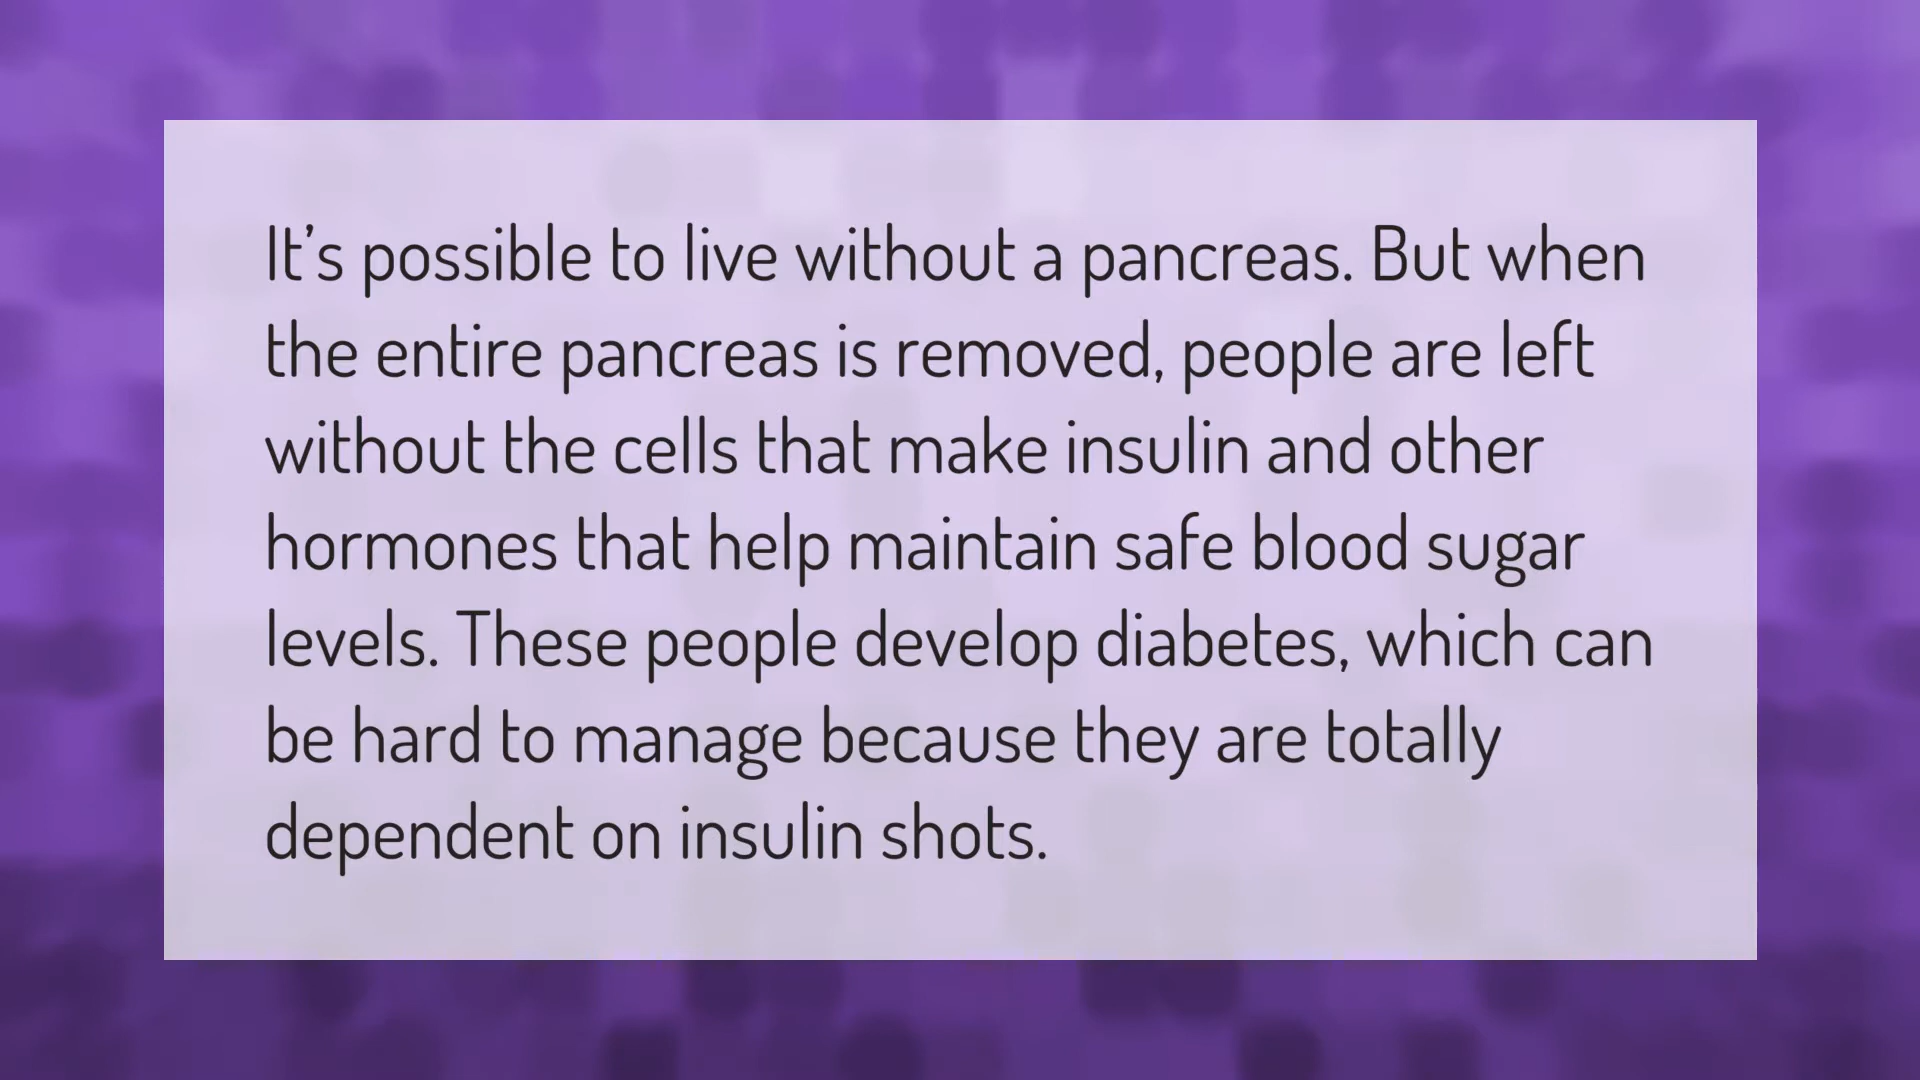 It’s possible to live without a pancreas. But when
the entire pancreas is removed, people are left
without the cells that make insulin and other
hormones that help maintain safe blood sugar
levels. These people develop diabetes, which can
be hard to manage because they are totally
dependent on insulin shots.